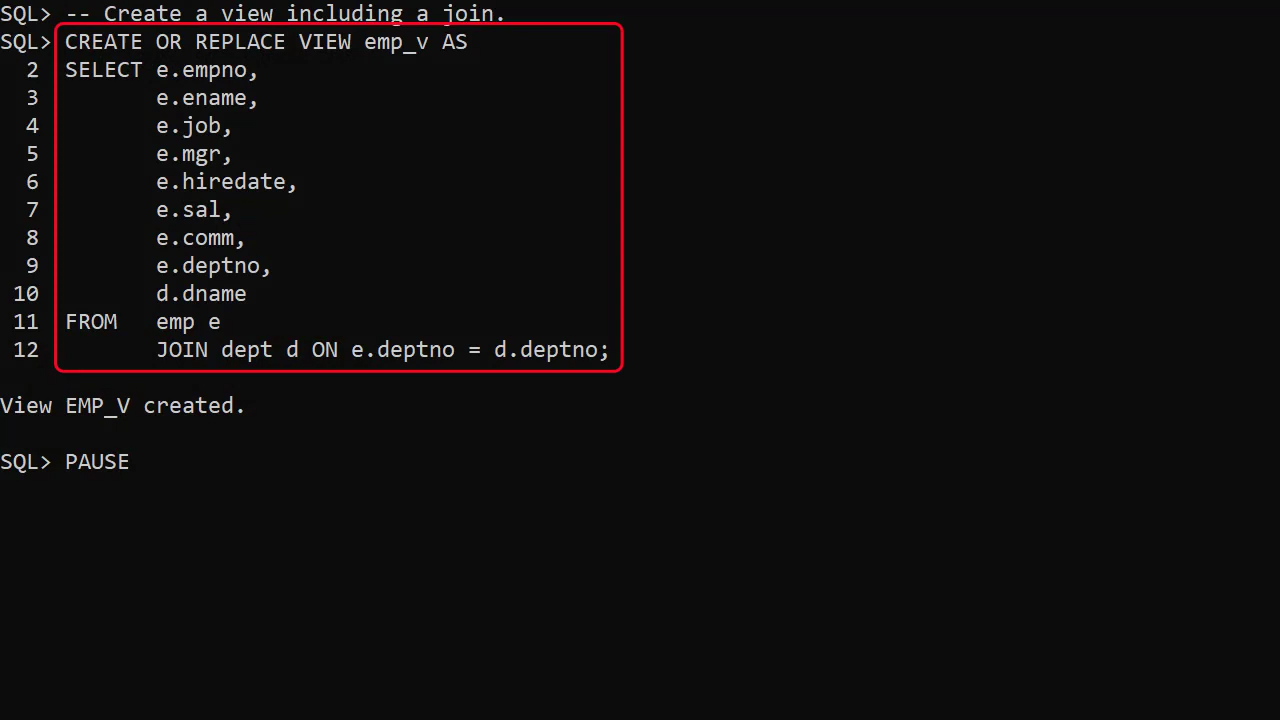 SQL> -- Create a view including a join.
SQL> CREATE OR REPLACE VIEW emp_v AS
  2  SELECT e.empno,
  3         e.ename,
  4         e.job,
  5         e.mgr,
  6         e.hiredate,
  7         e.sal,
  8         e.comm,
  9         e.deptno,
 10         d.dname
 11  FROM   emp e
 12         JOIN dept d ON e.deptno = d.deptno;
View EMP_V created.
SQL> PAUSE